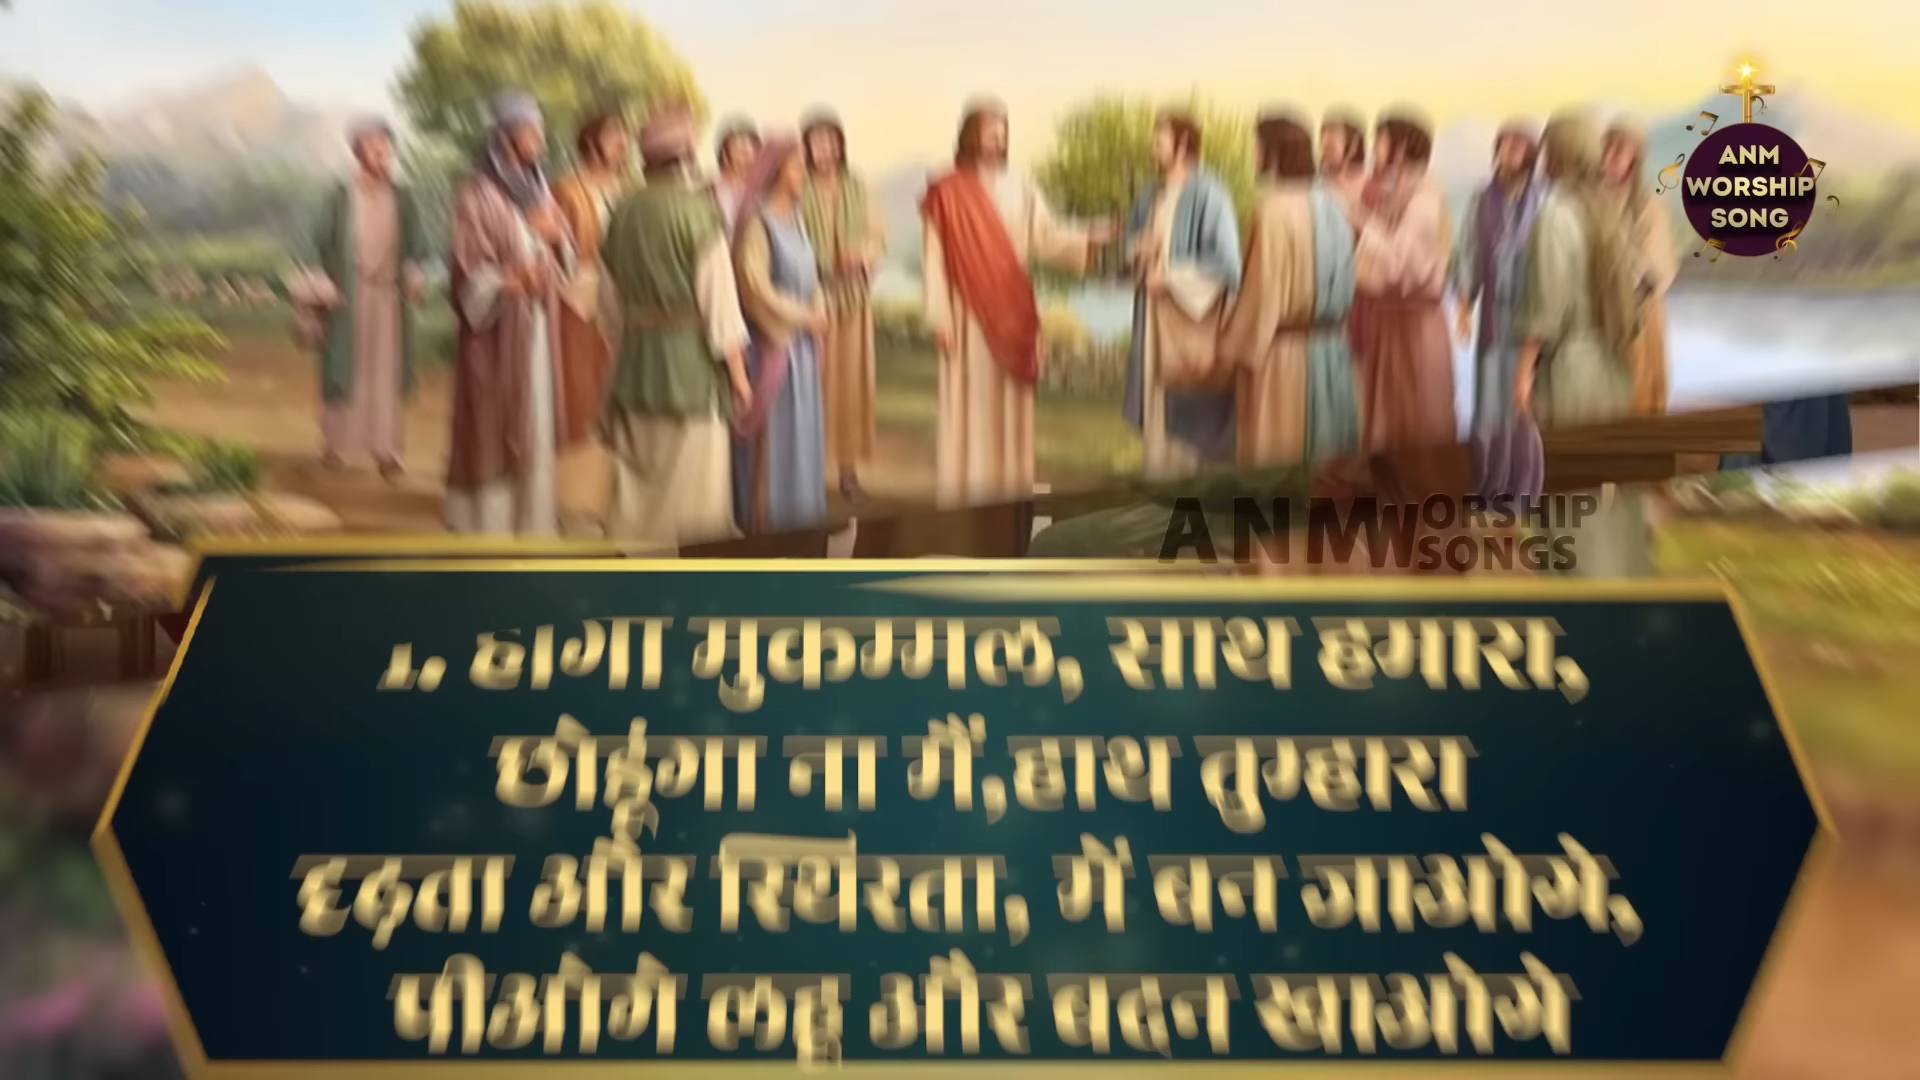 ANM
WORSHIP
SONG
ANM WORSHIP
SONGS
1. होगा मुकम्मल, साथ हमारा,
छोडूंगा ना मैं,हाथ तुम्हारा
दृढ़ता और स्थिरता, में बन जाओगे,
पीओगे लहू और बदन खाओगे